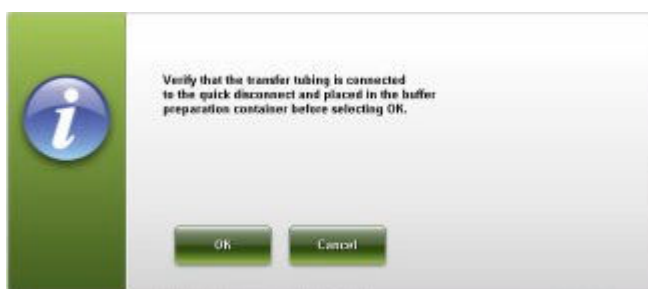 Verify that the transfer tubing is connected
to the quick disconnect and placed in the buffer
preparation container before selecting OK.
OK Cancel